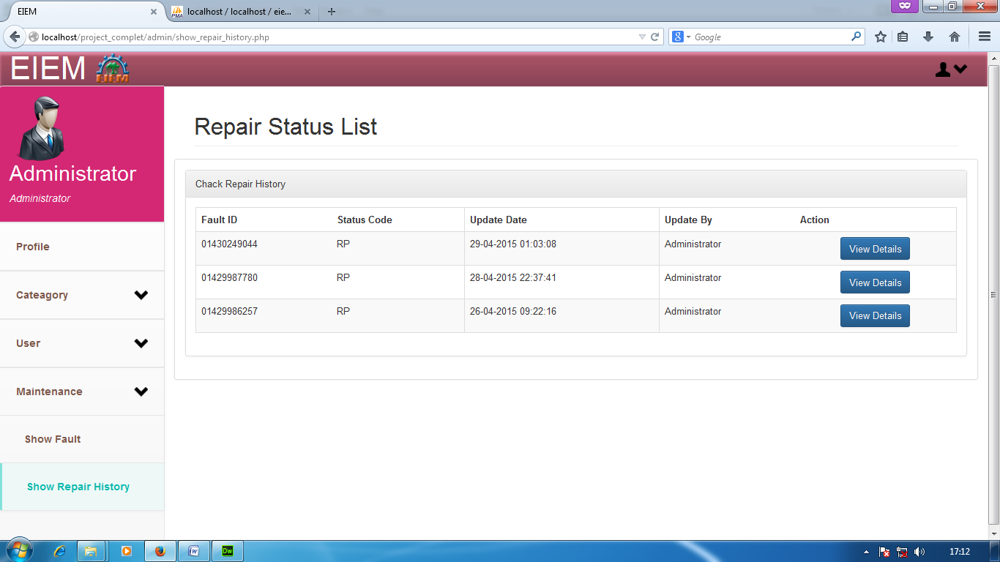 EIEM
localhost / localhost / eie...
localhost/project_complet/admin/show_repair_history.php
Google
EIEM EIEM
Administrator
Administrator
Profile
Cateagory
User
Maintenance
Show Fault
Show Repair History
Repair Status List
Chack Repair History
Fault ID Status Code Update Date Update By Action
01430249044 RP 29-04-2015 01:03:08 Administrator View Details
01429987780 RP 28-04-2015 22:37:41 Administrator View Details
01429986257 RP 26-04-2015 09:22:16 Administrator View Details
17:12